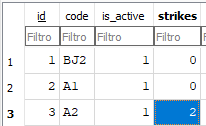 id code is_active strikes
Filtro Filtro Filtro Filtro
1 1 BJ2 1 0
2 2 A1 1 0
3 3 A2 1 2